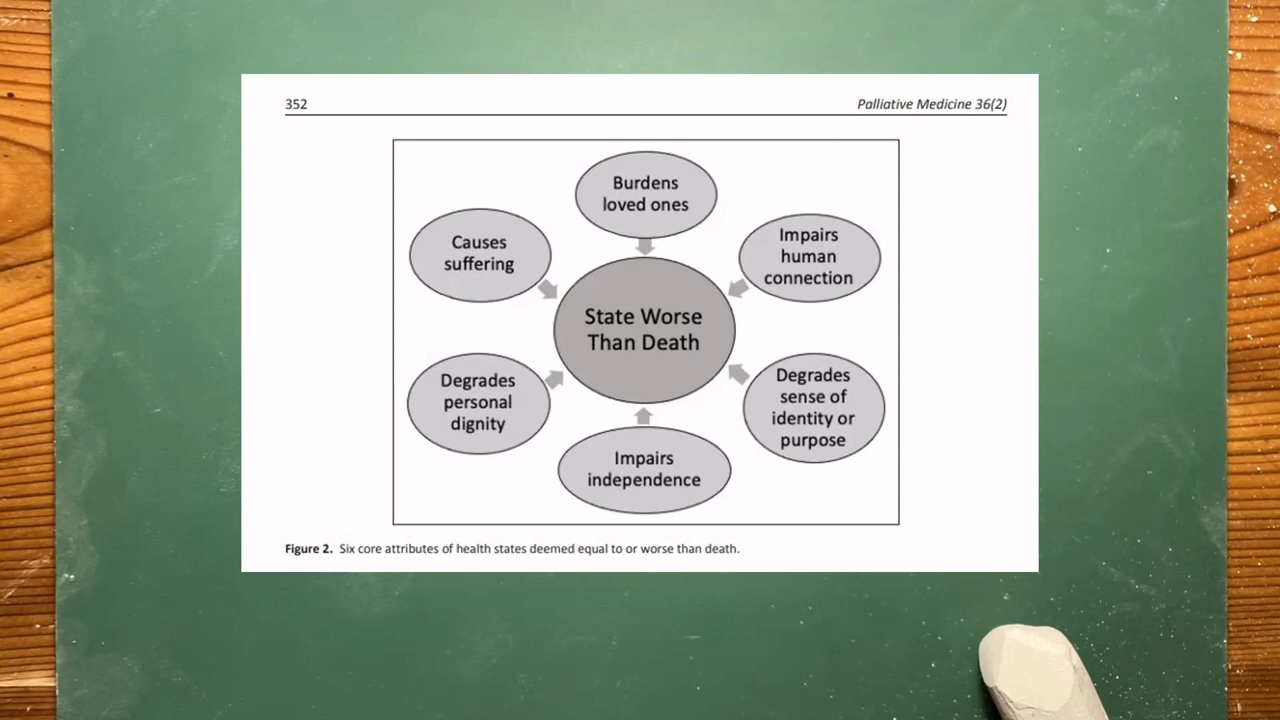 352
Palliative Medicine 36(2)
Burdens
loved ones
Causes
suffering
Impairs
human
connection
State Worse
Than Death
Degrades
personal
dignity
Degrades
sense of
identity or
purpose
Impairs
independence
Figure 2. Six core attributes of health states deemed equal to or worse than death.